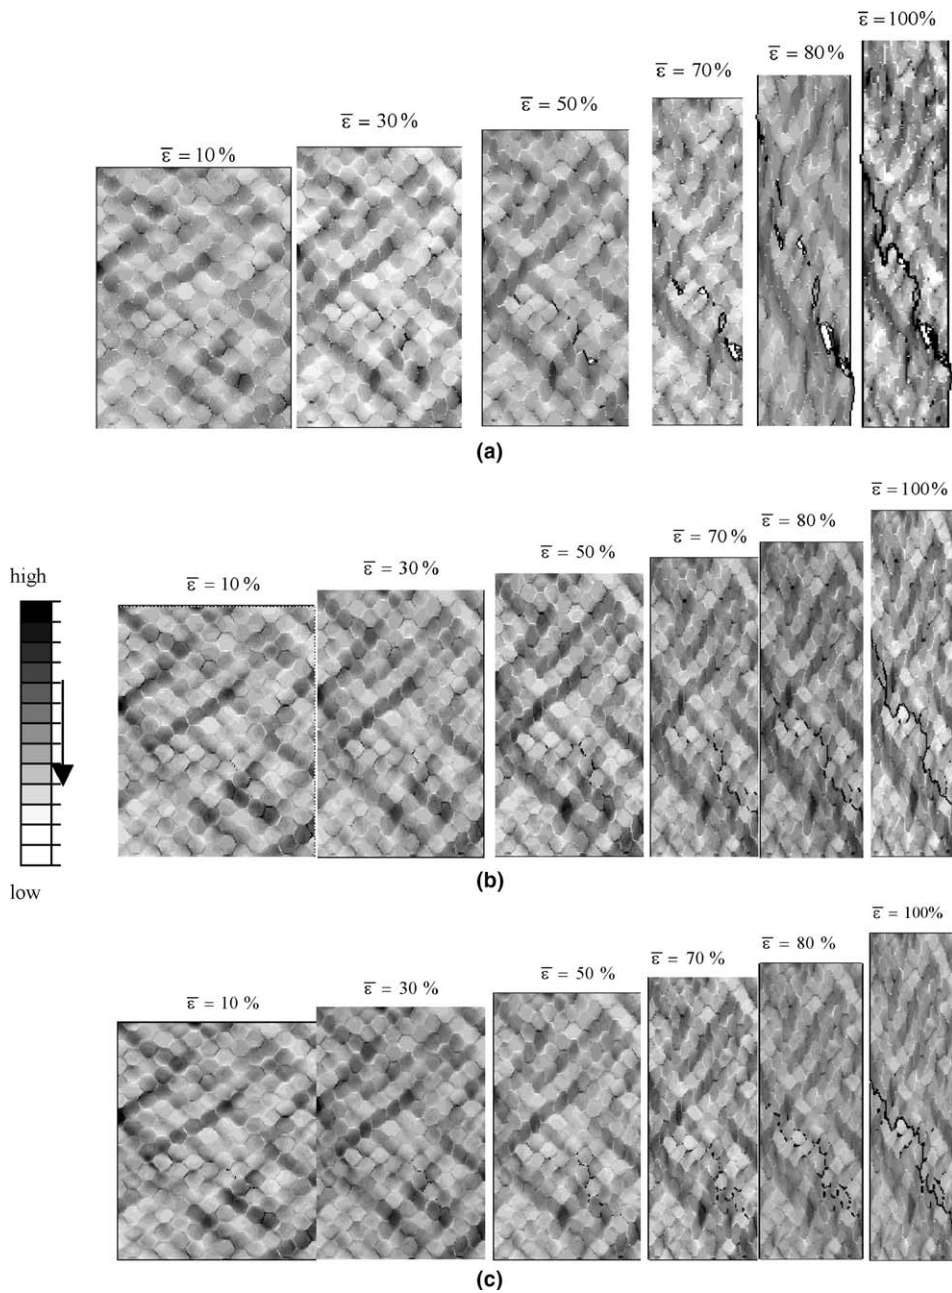 ε̅ = 10 %
ε̅ = 30 %
ε̅ = 50 %
ε̅ = 70 %
ε̅ = 80 %
ε̅ = 100%
(a)
high
low
ε̅ = 10 %
ε̅ = 30 %
ε̅ = 50 %
ε̅ = 70 %
ε̅ = 80 %
ε̅ = 100%
(b)
ε̅ = 10 %
ε̅ = 30 %
ε̅ = 50 %
ε̅ = 70 %
ε̅ = 80 %
ε̅ = 100%
(c)